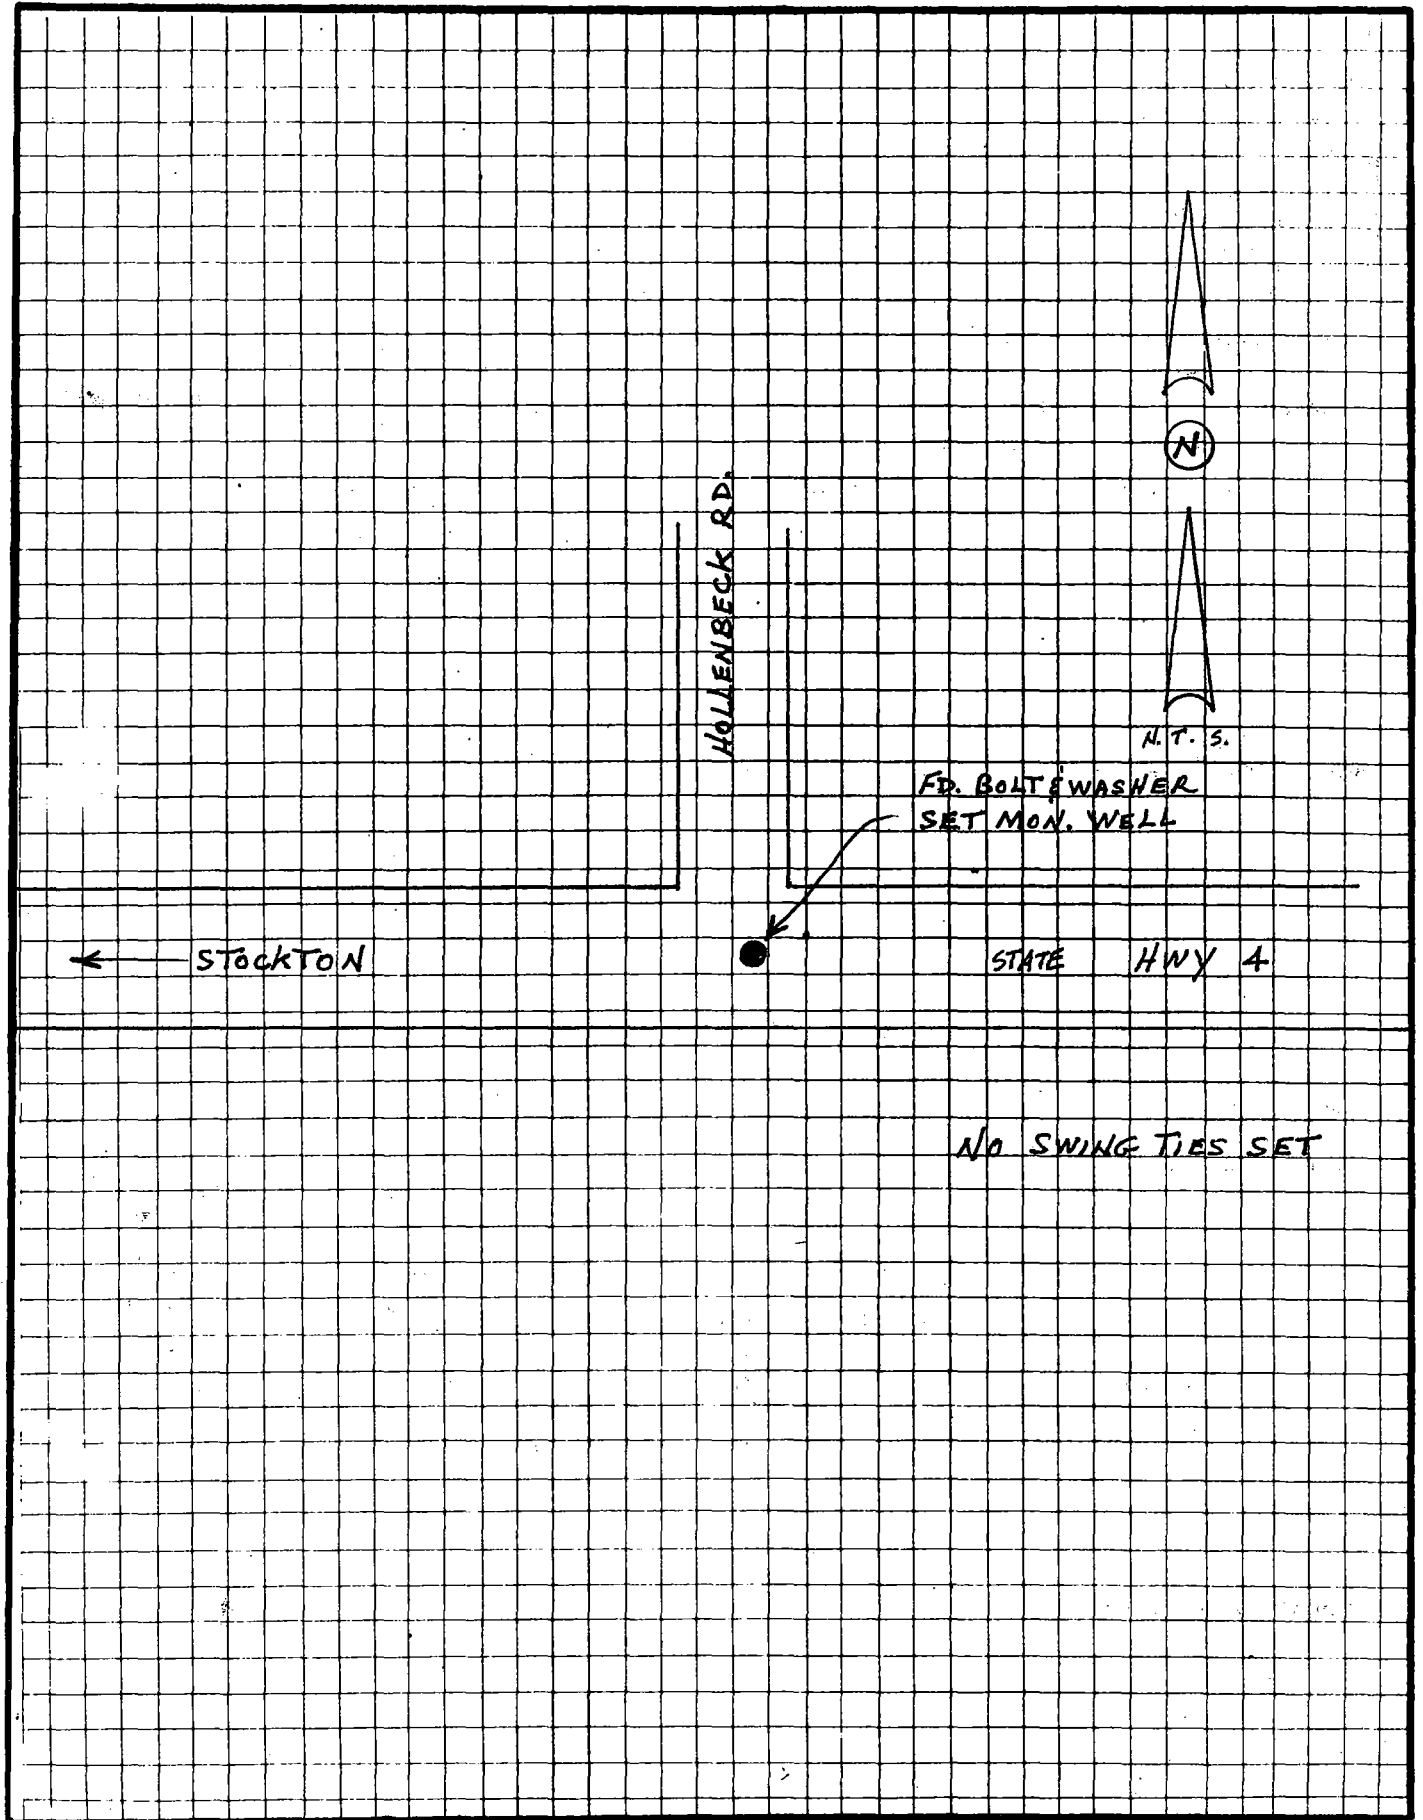 N
HOLLENBECK RD.
N. T. S.
FD. BOLT & WASHER
SET MON. WELL
STOCKTON
STATE HWY 4
NO SWING TIES SET